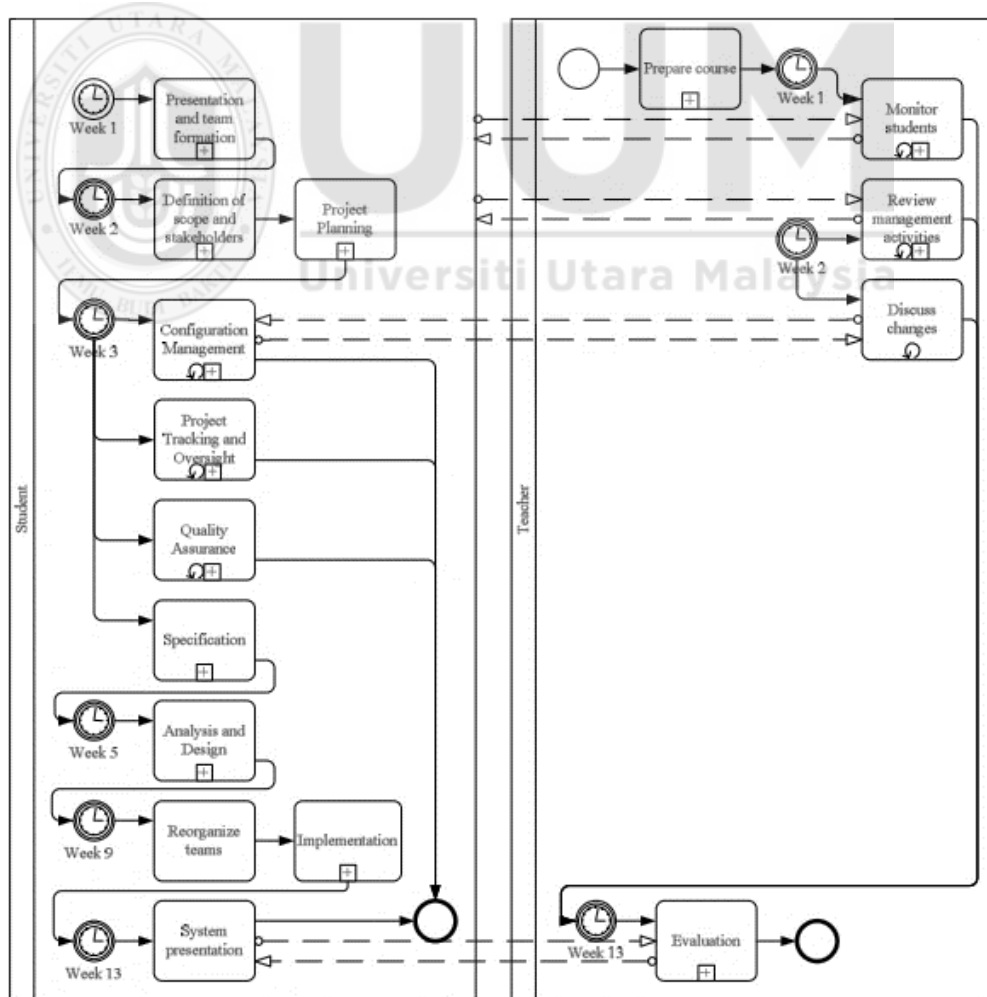 UUM
Universiti Utara Malaysia
UNIVERSITI UTARA MALAYSIA
Student
Week 1
Presentation
and team
formation
Week 2
Definition of
scope and
stakeholders
Project
Planning
Week 3
Configuration
Management
Project
Tracking and
Oversight
Quality
Assurance
Specification
Week 5
Analysis and
Design
Week 9
Reorganize
teams
Implementation
Week 13
System
presentation
Teacher
Prepare course
Week 1
Monitor
students
Review
management
activities
Week 2
Discuss
changes
Week 13
Evaluation